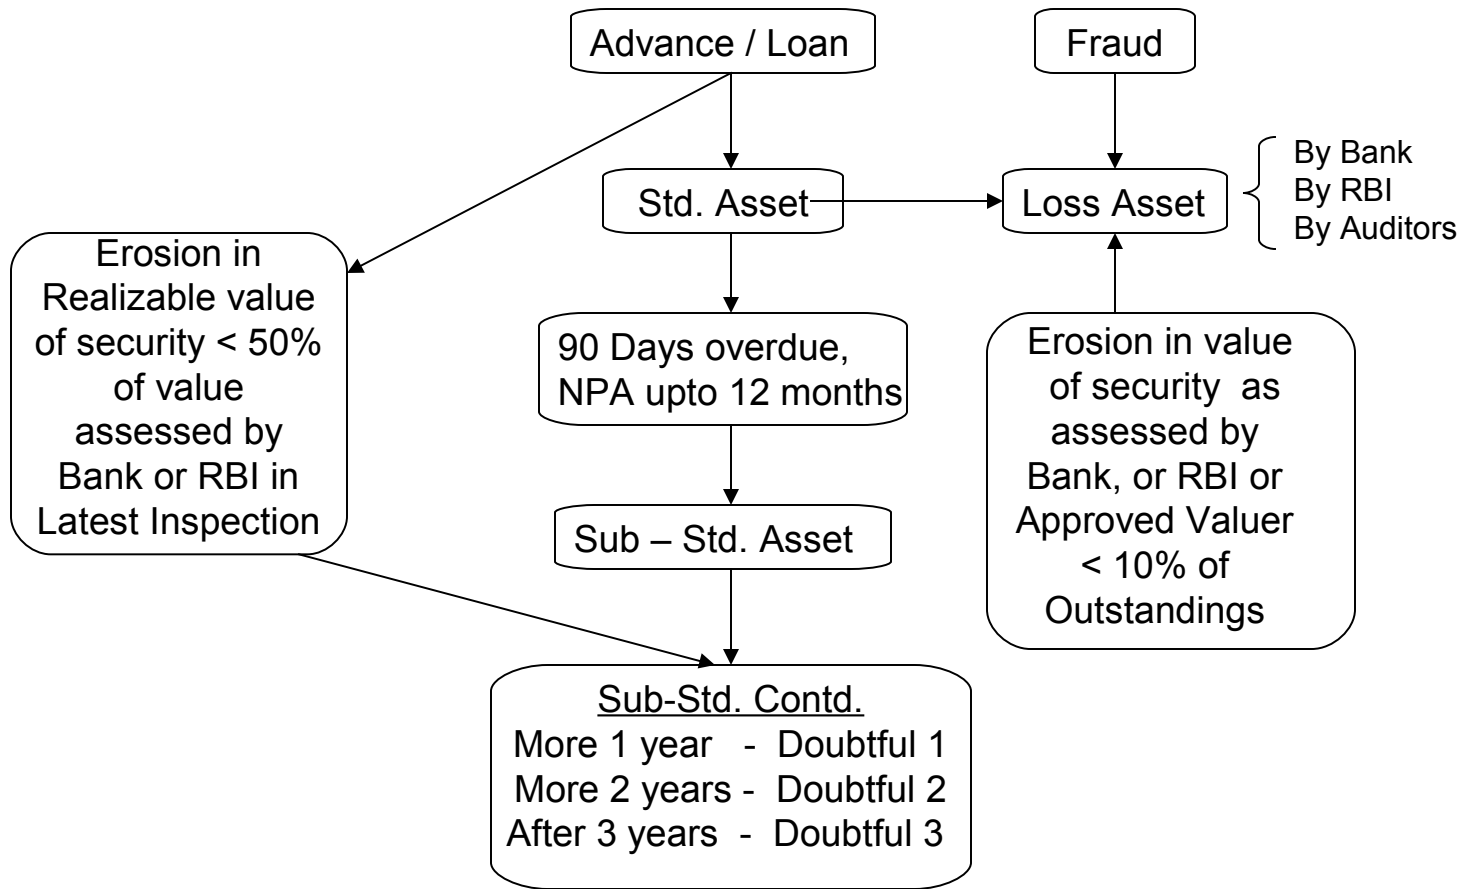 Advance / Loan
Fraud
Std. Asset
Loss Asset
By Bank
By RBI
By Auditors
Erosion in
Realizable value
of security < 50%
of value
assessed by
Bank or RBI in
Latest Inspection
90 Days overdue,
NPA upto 12 months
Erosion in value
of security as
assessed by
Bank, or RBI or
Approved Valuer
< 10% of
Outstandings
Sub – Std. Asset
Sub-Std. Contd.
More 1 year - Doubtful 1
More 2 years - Doubtful 2
After 3 years - Doubtful 3